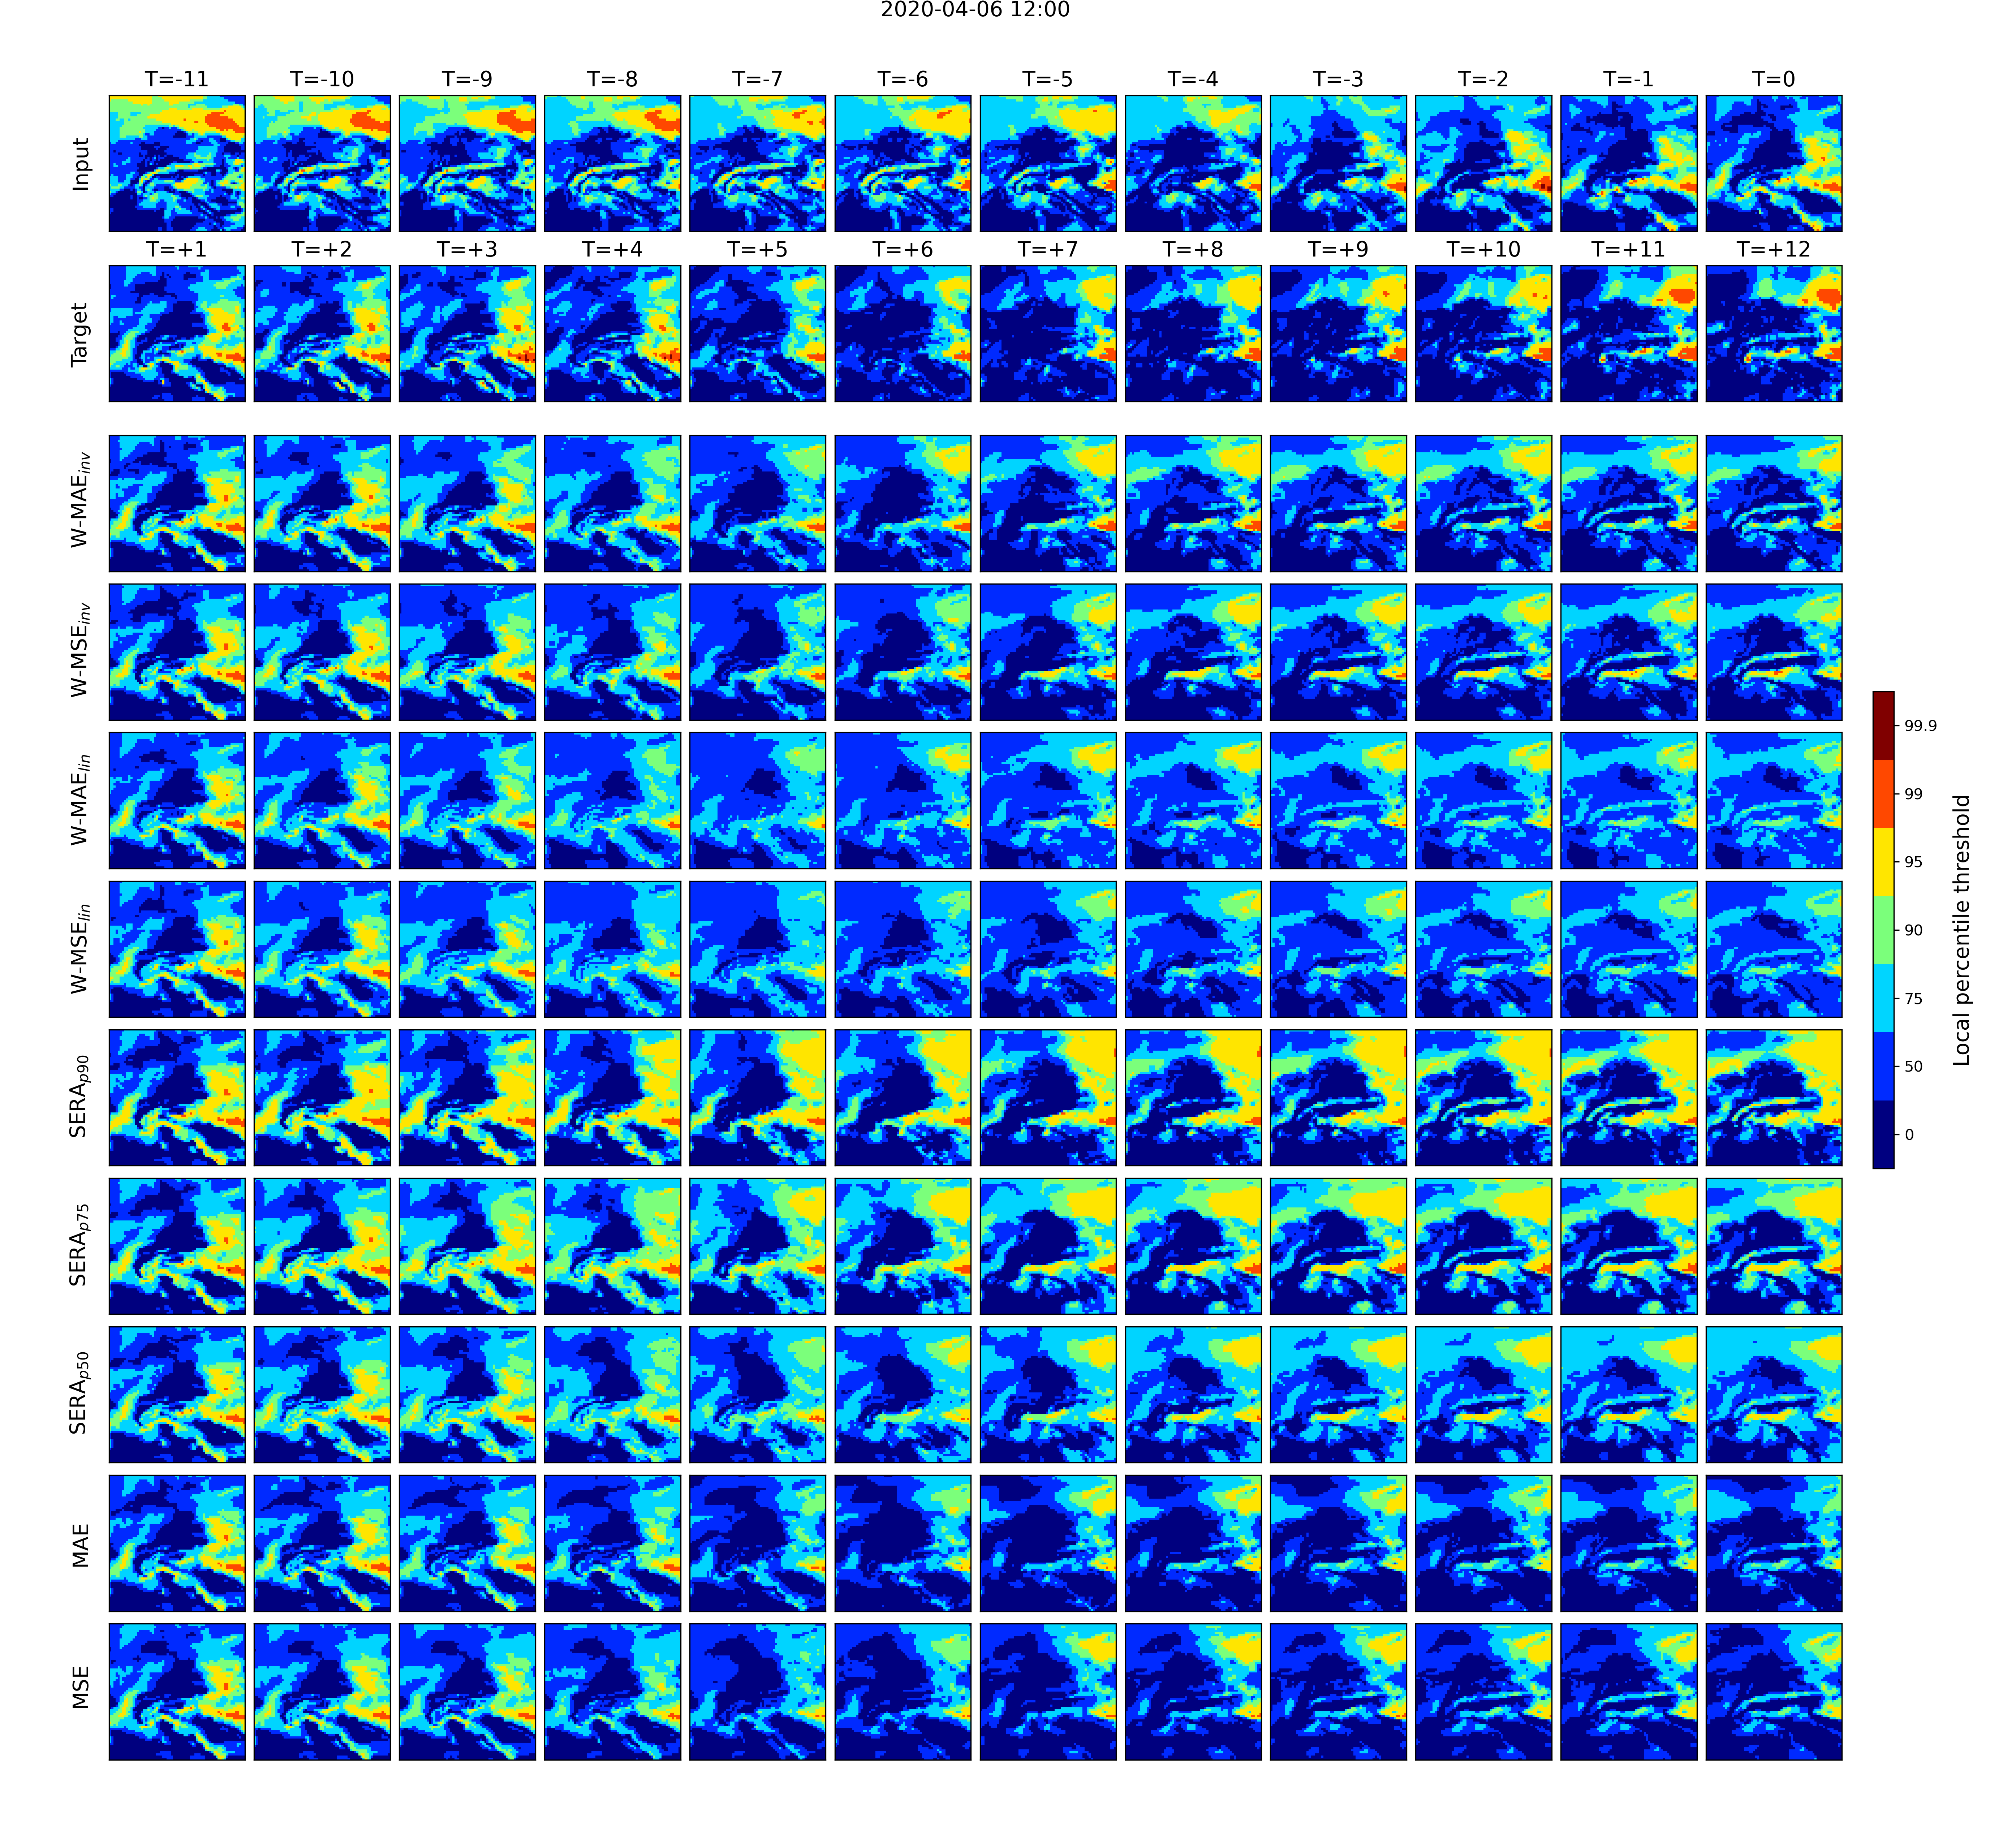 2020-04-06 12:00
T=-11 T=-10 T=-9 T=-8 T=-7 T=-6 T=-5 T=-4 T=-3 T=-2 T=-1 T=0
Input
T=+1 T=+2 T=+3 T=+4 T=+5 T=+6 T=+7 T=+8 T=+9 T=+10 T=+11 T=+12
Target
W-MAEinv
W-MSEinv
W-MAElin
W-MSElin
SERAp90
SERAp75
SERAp50
MAE
MSE
99.9
99
95
90
75
50
0
Local percentile threshold